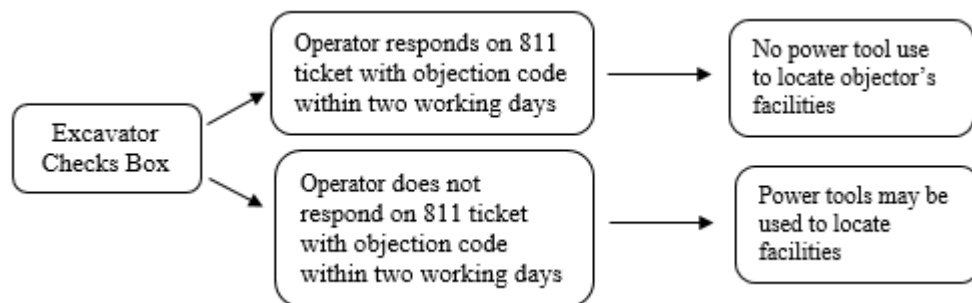 Excavator
Checks Box
Operator responds on 811
ticket with objection code
within two working days
No power tool use
to locate objector’s
facilities
Operator does not
respond on 811 ticket
with objection code
within two working days
Power tools may be
used to locate
facilities